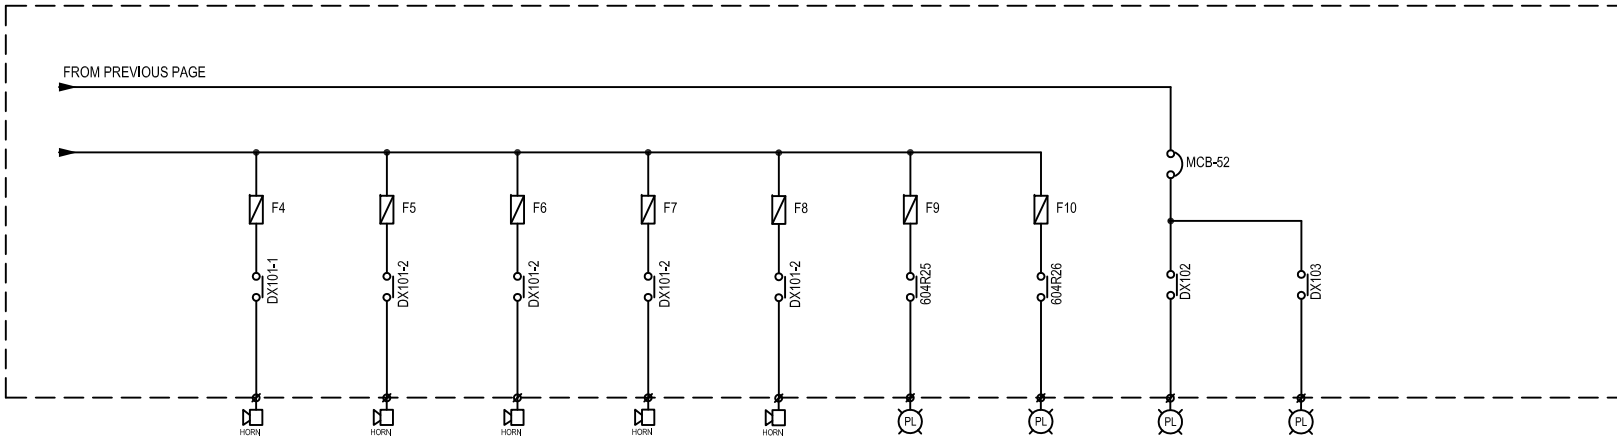 FROM PREVIOUS PAGE
MCB-52
F4
F5
F6
F7
F8
F9
F10
DX101-1
DX101-2
DX101-2
DX101-2
DX101-2
604R25
604R26
DX102
DX103
HORN
HORN
HORN
HORN
HORN
PL
PL
PL
PL